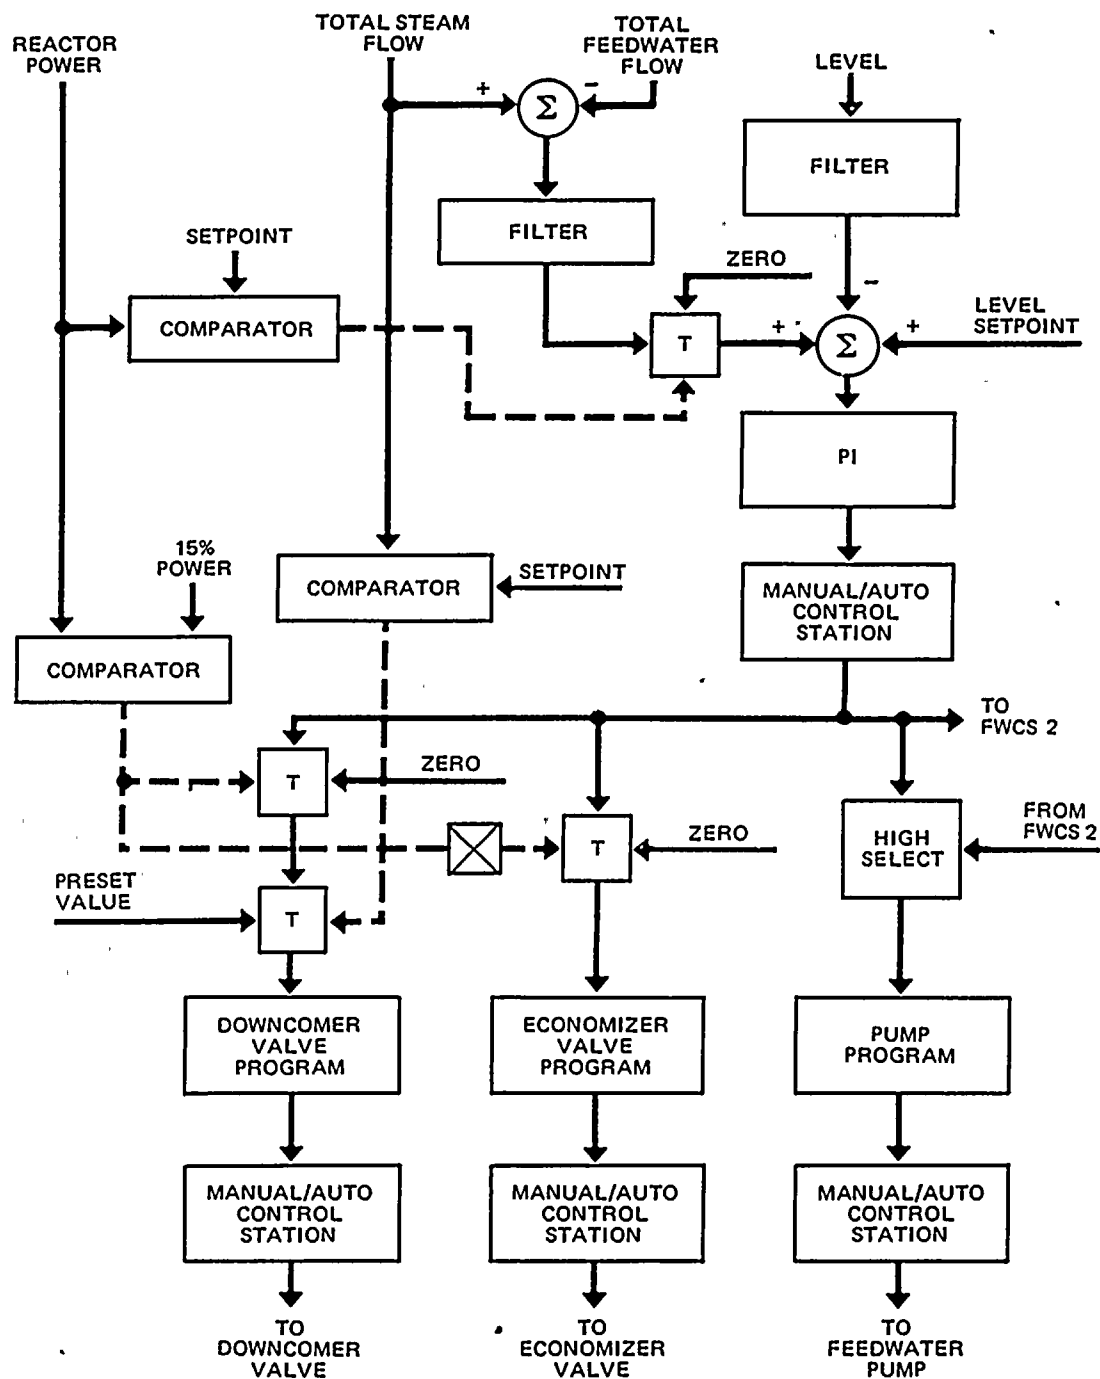 REACTOR
POWER
TOTAL STEAM
FLOW
TOTAL
FEEDWATER
FLOW
LEVEL
+
−
Σ
FILTER
FILTER
SETPOINT
ZERO
−
COMPARATOR
T
+
Σ
+
LEVEL
SETPOINT
PI
15%
POWER
COMPARATOR
SETPOINT
MANUAL/AUTO
CONTROL
STATION
COMPARATOR
TO
FWCS 2
T
ZERO
T
ZERO
HIGH
SELECT
FROM
FWCS 2
PRESET
VALUE
T
DOWNCOMER
VALVE
PROGRAM
ECONOMIZER
VALVE
PROGRAM
PUMP
PROGRAM
MANUAL/AUTO
CONTROL
STATION
MANUAL/AUTO
CONTROL
STATION
MANUAL/AUTO
CONTROL
STATION
TO
DOWNCOMER
VALVE
TO
ECONOMIZER
VALVE
TO
FEEDWATER
PUMP